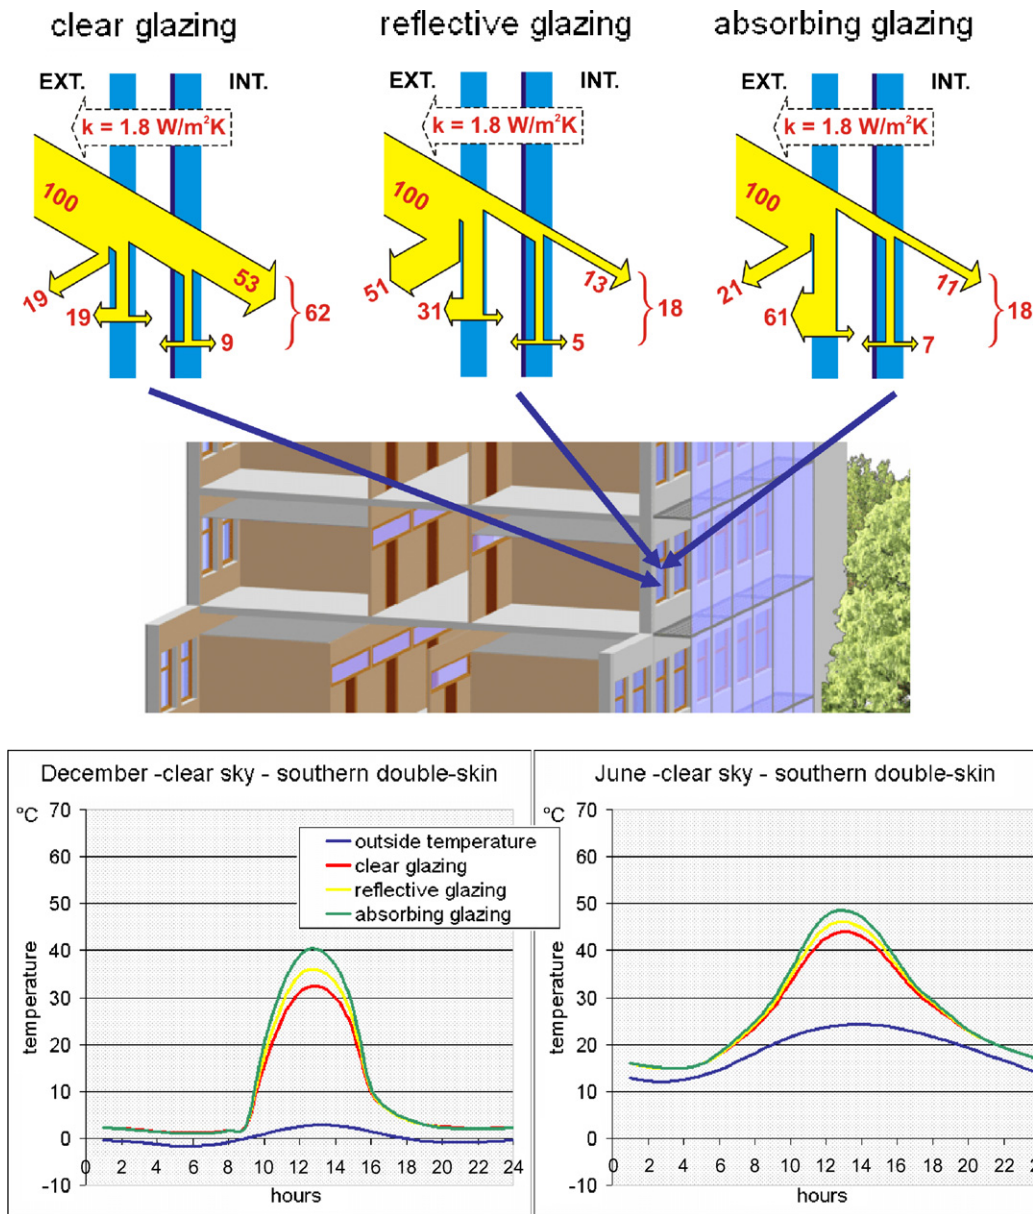 clear glazing
reflective glazing
absorbing glazing
EXT. INT.
k = 1.8 W/m²K
100
53
19
19
9
62
EXT. INT.
k = 1.8 W/m²K
100
13
51
31
5
18
EXT. INT.
k = 1.8 W/m²K
100
11
21
61
7
18
December -clear sky - southern double-skin
°C
70
60
50
40
30
20
10
0
-10
temperature
outside temperature
clear glazing
reflective glazing
absorbing glazing
0 2 4 6 8 10 12 14 16 18 20 22 24
hours
June -clear sky - southern double-skin
°C
70
60
50
40
30
20
10
0
-10
temperature
0 2 4 6 8 10 12 14 16 18 20 22 2
hours